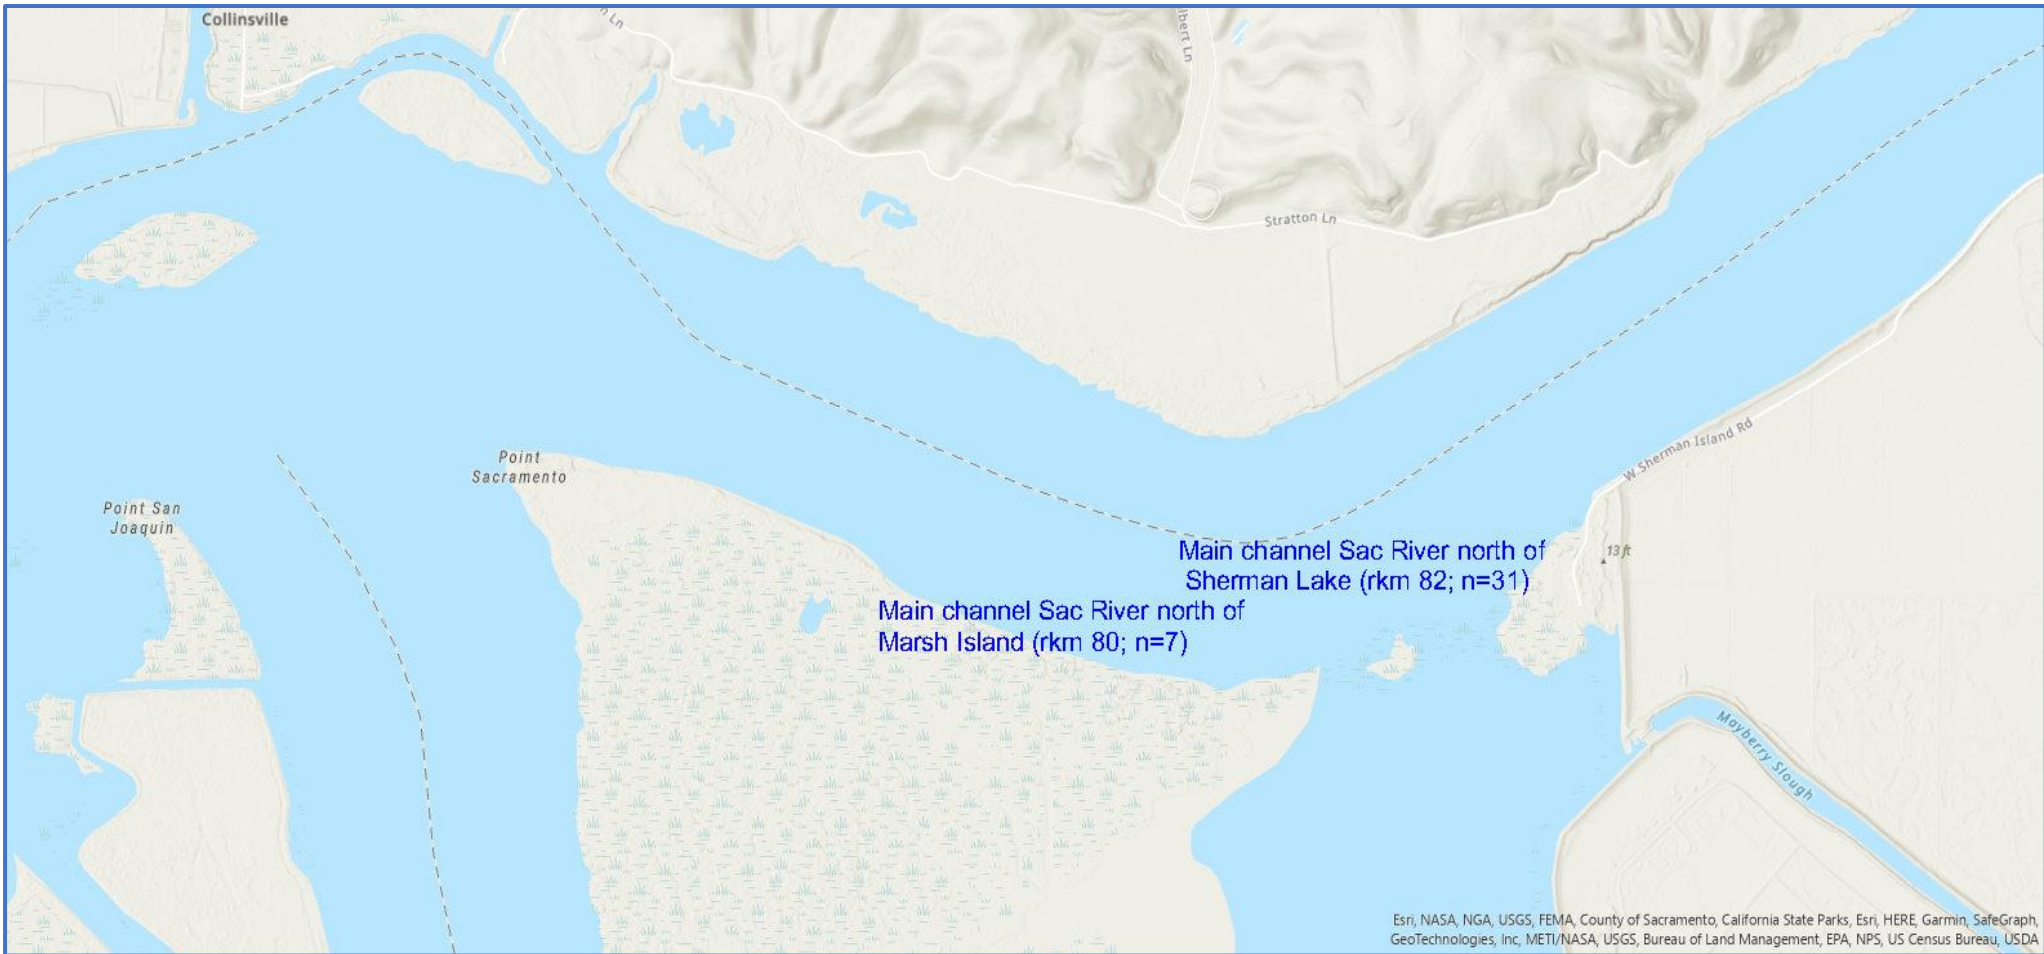 Collinsville
n Ln
lbert Ln
Stratton Ln
W Sherman Island Rd
Point
Sacramento
Point San
Joaquin
Main channel Sac River north of
Sherman Lake (rkm 82; n=31)
13 ft
Main channel Sac River north of
Marsh Island (rkm 80; n=7)
Mayberry Slough
Esri, NASA, NGA, USGS, FEMA, County of Sacramento, California State Parks, Esri, HERE, Garmin, SafeGraph,
GeoTechnologies, Inc, METI/NASA, USGS, Bureau of Land Management, EPA, NPS, US Census Bureau, USDA